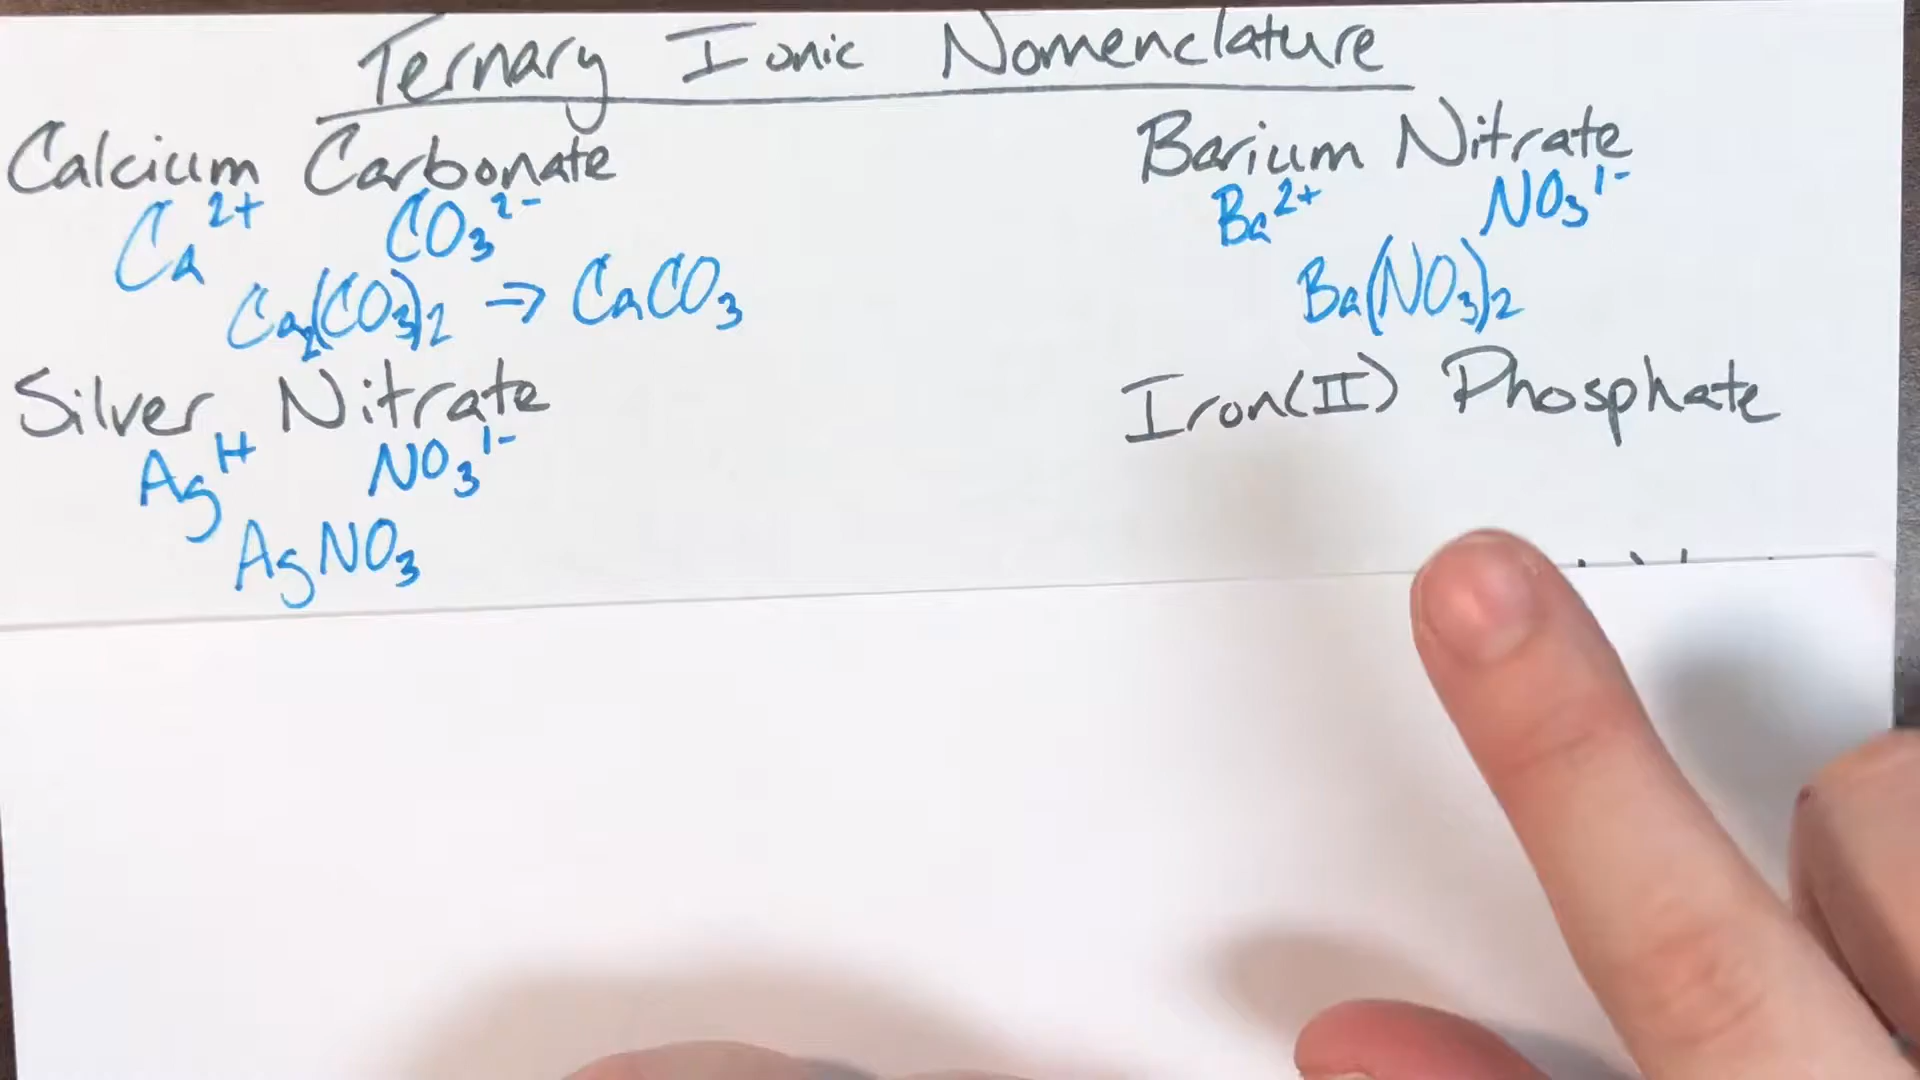 Ternary Ionic Nomenclature
Calcium Carbonate
Ca²⁺ CO₃²⁻
Ca₂(CO₃)₂ → CaCO₃
Silver Nitrate
Ag¹⁺ NO₃¹⁻
AgNO₃
Barium Nitrate
Ba²⁺ NO₃¹⁻
Ba(NO₃)₂
Iron(II) Phosphate